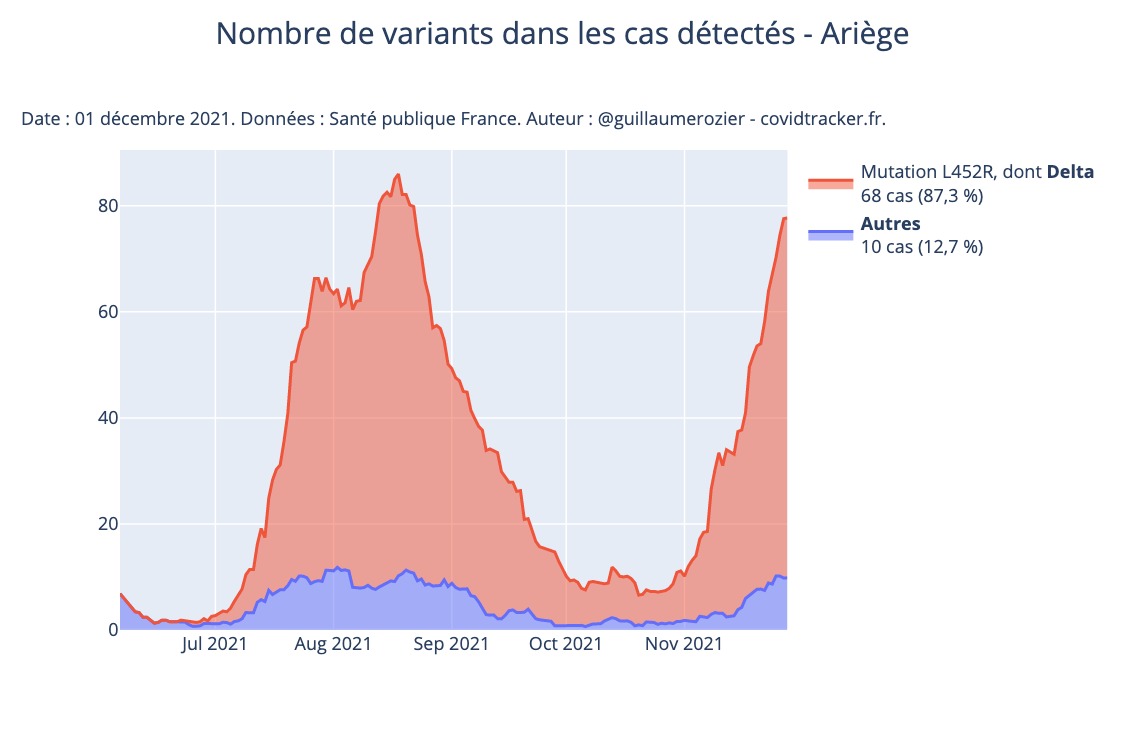 Nombre de variants dans les cas détectés - Ariège
Date : 01 décembre 2021. Données : Santé publique France. Auteur : @guillaumerozier - covidtracker.fr.
Mutation L452R, dont Delta
68 cas (87,3 %)
Autres
10 cas (12,7 %)
80
60
40
20
0
Jul 2021
Aug 2021
Sep 2021
Oct 2021
Nov 2021